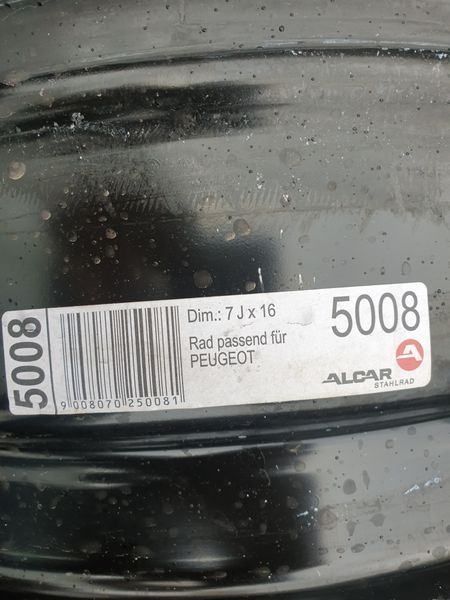 5008
9 008070 250081
Dim.: 7 J x 16
Rad passend für
PEUGEOT
5008
ALCAR
STAHLRAD